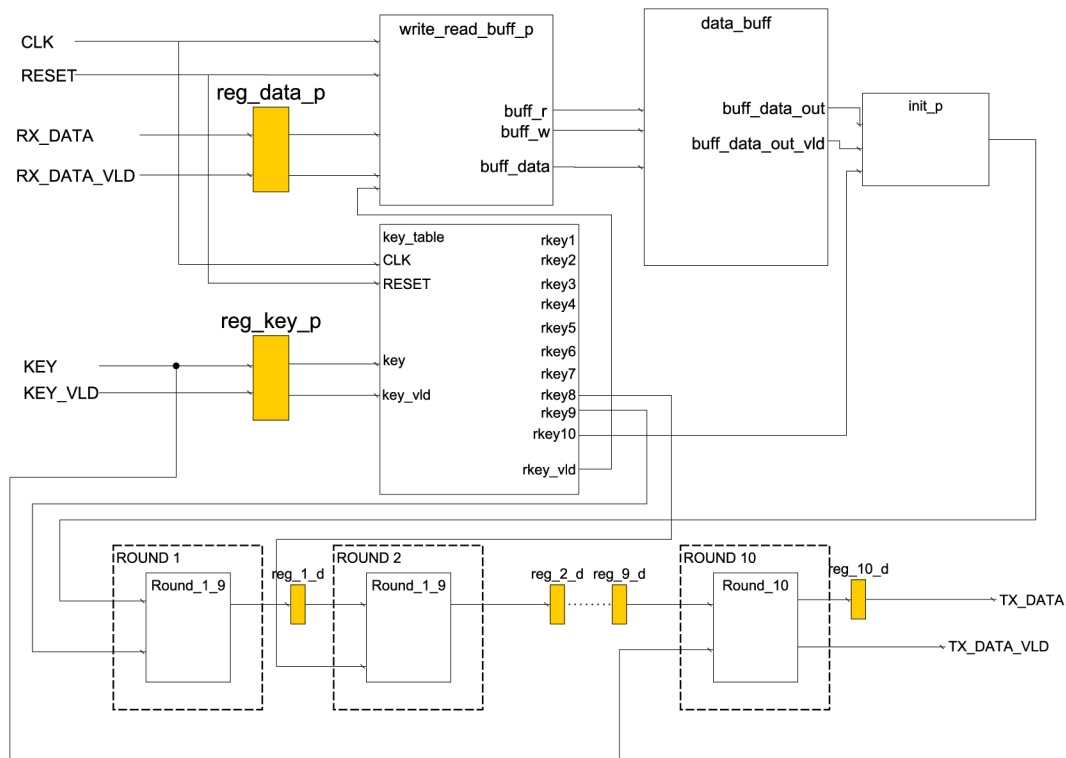 CLK
RESET
RX_DATA
RX_DATA_VLD
reg_data_p
write_read_buff_p
buff_r
buff_w
buff_data
data_buff
buff_data_out
buff_data_out_vld
init_p
key_table
CLK
RESET
key
key_vld
rkey1
rkey2
rkey3
rkey4
rkey5
rkey6
rkey7
rkey8
rkey9
rkey10
rkey_vld
reg_key_p
KEY
KEY_VLD
ROUND 1
Round_1_9
reg_1_d
ROUND 2
Round_1_9
reg_2_d
reg_9_d
ROUND 10
Round_10
reg_10_d
TX_DATA
TX_DATA_VLD